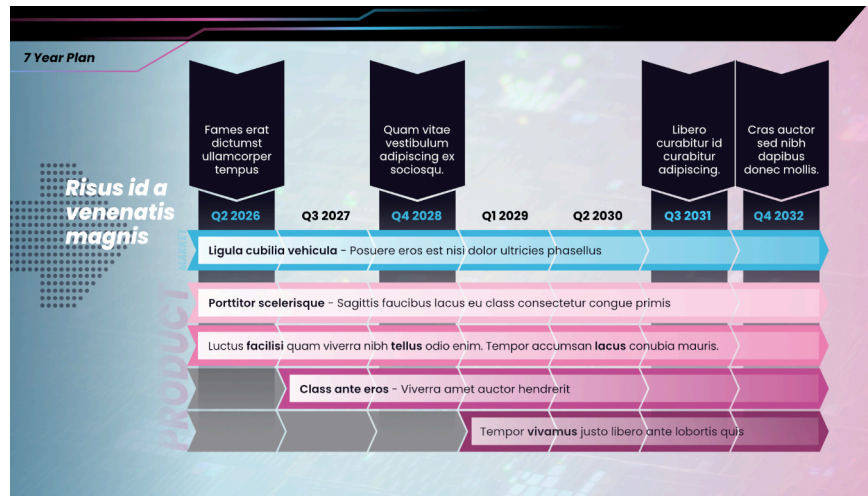 7 Year Plan
Fames erat
dictumst
ullamcorper
tempus
Quam vitae
vestibulum
adipiscing ex
sociosqu.
Libero
curabitur id
curabitur
adipiscing.
Cras auctor
sed nibh
dapibus
donec mollis.
Risus id a
venenatis
magnis
Q2 2026
Q3 2027
Q4 2028
Q1 2029
Q2 2030
Q3 2031
Q4 2032
MARKET
Ligula cubilia vehicula - Posuere eros est nisi dolor ultricies phasellus
PRODUCT
Porttitor scelerisque - Sagittis faucibus lacus eu class consectetur congue primis
Luctus facilisi quam viverra nibh tellus odio enim. Tempor accumsan lacus conubia mauris.
Class ante eros - Viverra amet auctor hendrerit
Tempor vivamus justo libero ante lobortis quis